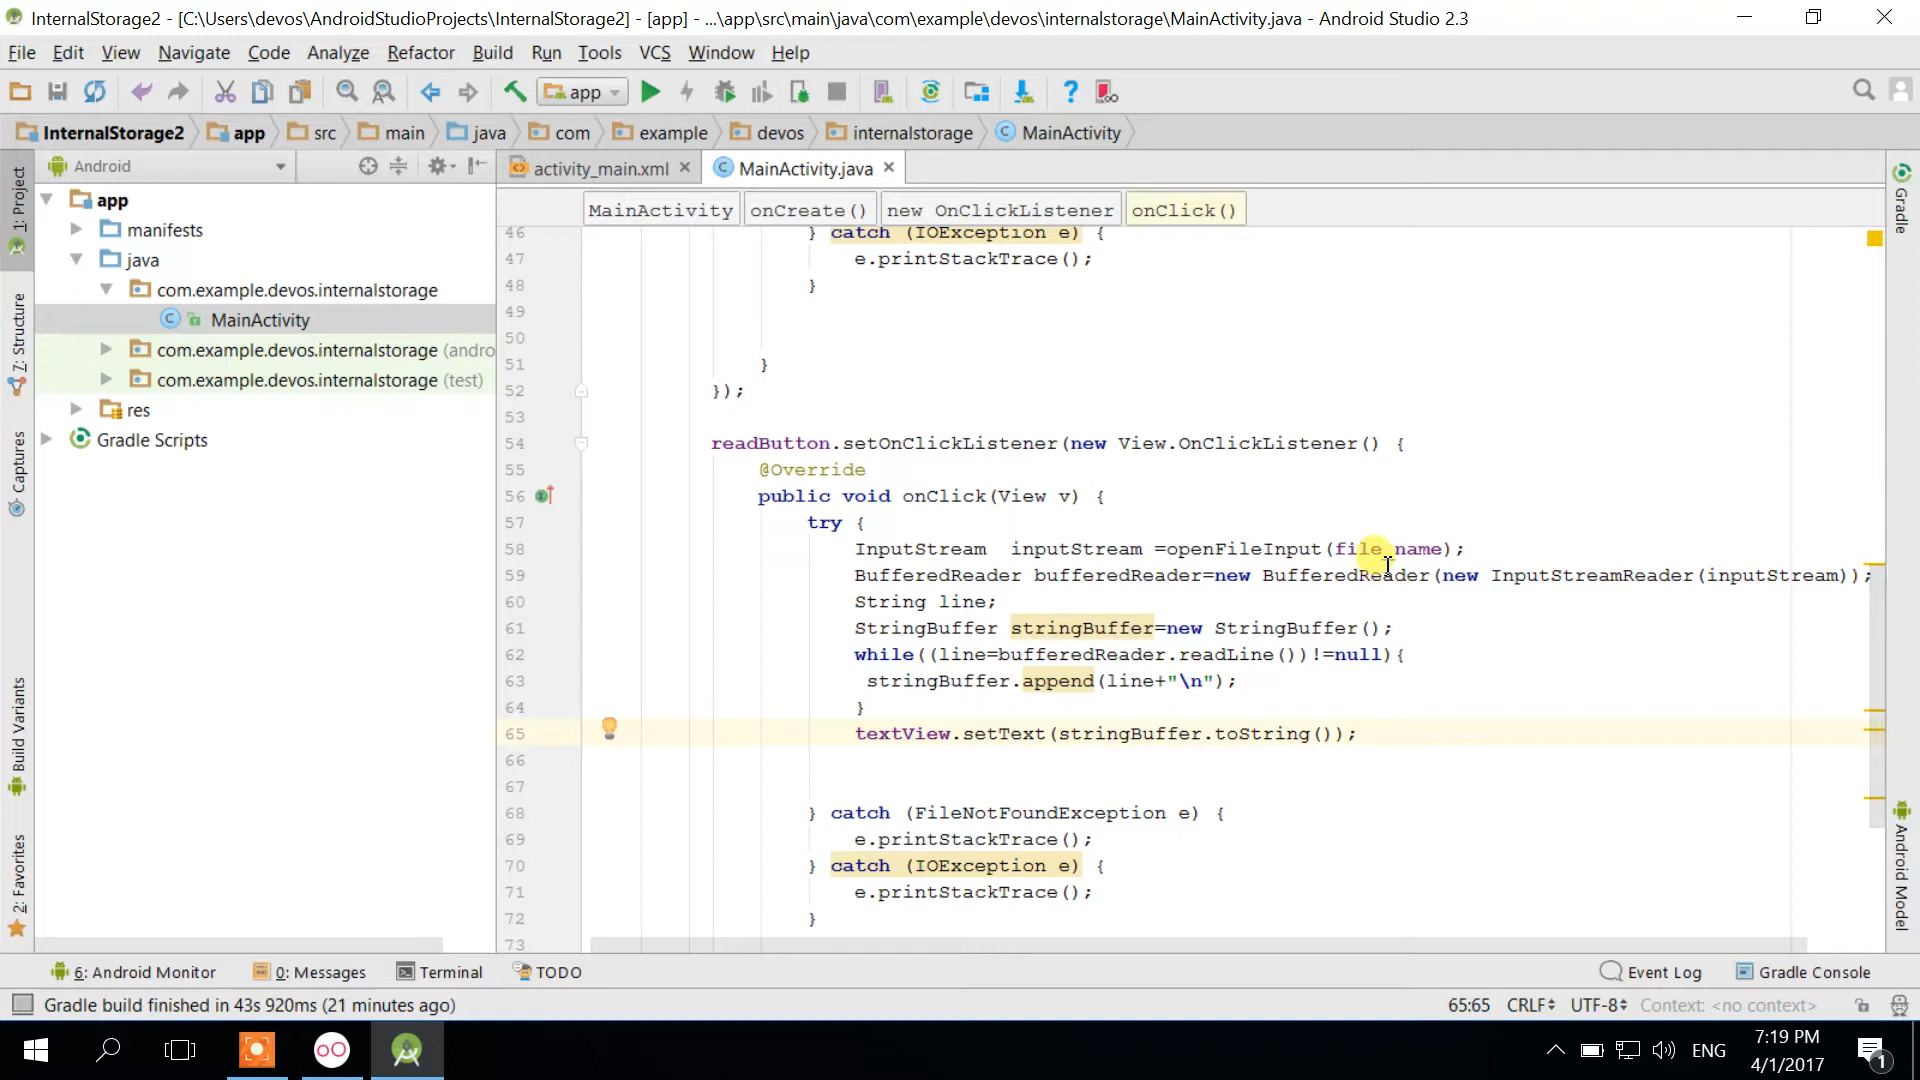 InternalStorage2 - [C:\Users\devos\AndroidStudioProjects\InternalStorage2] - [app] - ...\app\src\main\java\com\example\devos\internalstorage\MainActivity.java - Android Studio 2.3
File Edit View Navigate Code Analyze Refactor Build Run Tools VCS Window Help
app
InternalStorage2 app src main java com example devos internalstorage MainActivity
Android
activity_main.xml MainActivity.java
MainActivity onCreate() new OnClickListener onClick()
1: Project
7: Structure
Captures
Build Variants
2: Favorites
app
manifests
java
com.example.devos.internalstorage
MainActivity
com.example.devos.internalstorage (andro
com.example.devos.internalstorage (test)
res
Gradle Scripts
46 } catch (IOException e) {
47 e.printStackTrace();
48 }
49
50
51 }
52 });
53
54 readButton.setOnClickListener(new View.OnClickListener() {
55 @Override
56 public void onClick(View v) {
57 try {
58 InputStream  inputStream =openFileInput(file_name);
59 BufferedReader bufferedReader=new BufferedReader(new InputStreamReader(inputStream));
60 String line;
61 StringBuffer stringBuffer=new StringBuffer();
62 while((line=bufferedReader.readLine())!=null){
63 stringBuffer.append(line+"\n");
64 }
65 textView.setText(stringBuffer.toString());
66
67
68 } catch (FileNotFoundException e) {
69 e.printStackTrace();
70 } catch (IOException e) {
71 e.printStackTrace();
72 }
73
Gradle
Android Model
6: Android Monitor 0: Messages Terminal TODO Event Log Gradle Console
Gradle build finished in 43s 920ms (21 minutes ago) 65:65 CRLF UTF-8 Context: <no context>
ENG 7:19 PM
4/1/2017
1